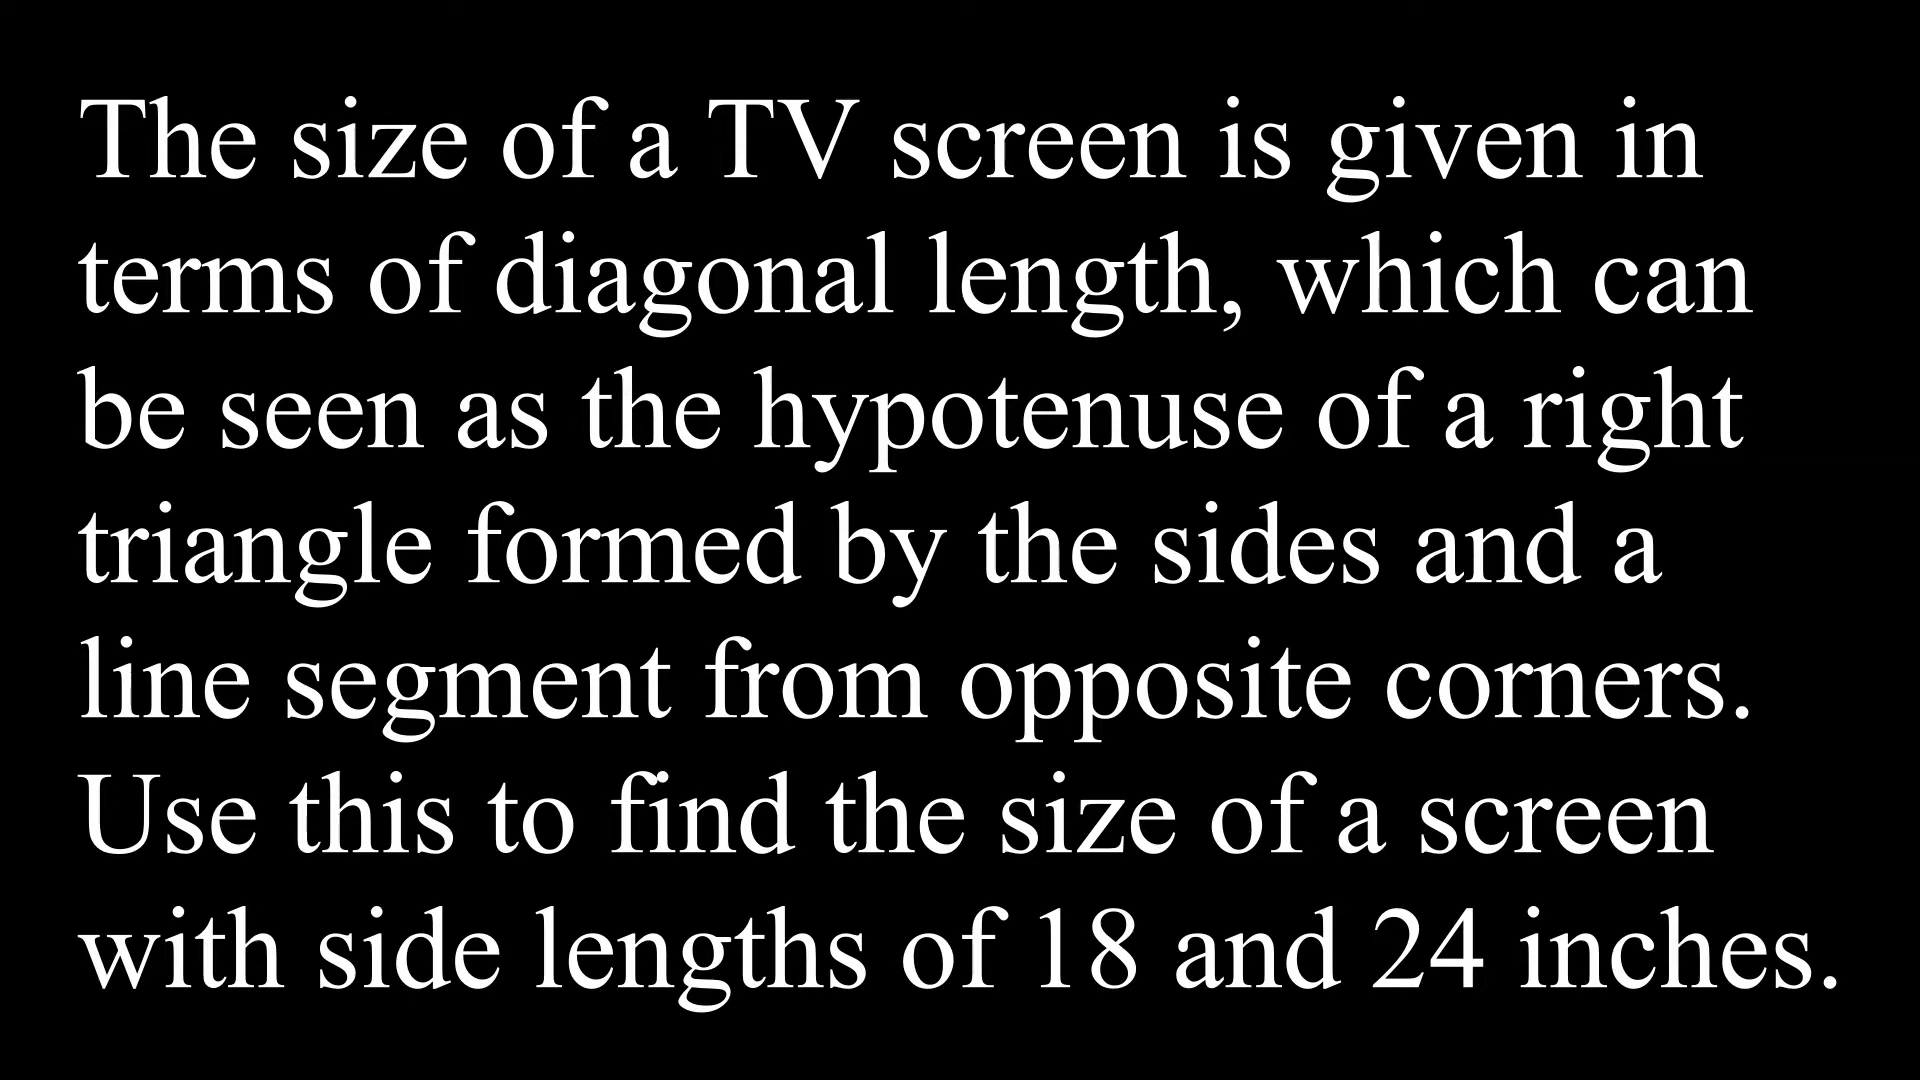 The size of a TV screen is given in
terms of diagonal length, which can
be seen as the hypotenuse of a right
triangle formed by the sides and a
line segment from opposite corners.
Use this to find the size of a screen
with side lengths of 18 and 24 inches.